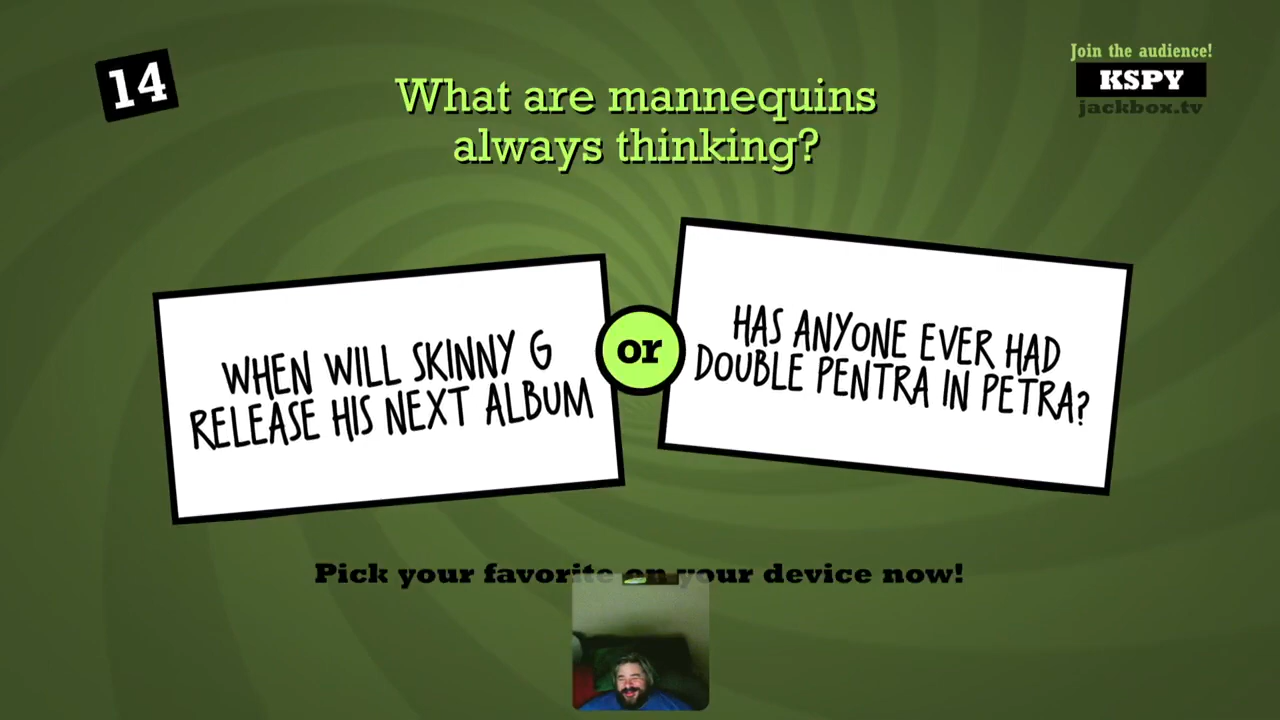 14
Join the audience!
KSPY
jackbox.tv
What are mannequins
always thinking?
WHEN WILL SKINNY G
RELEASE HIS NEXT ALBUM
or
HAS ANYONE EVER HAD
DOUBLE PENTRA IN PETRA?
Pick your favorite on your device now!